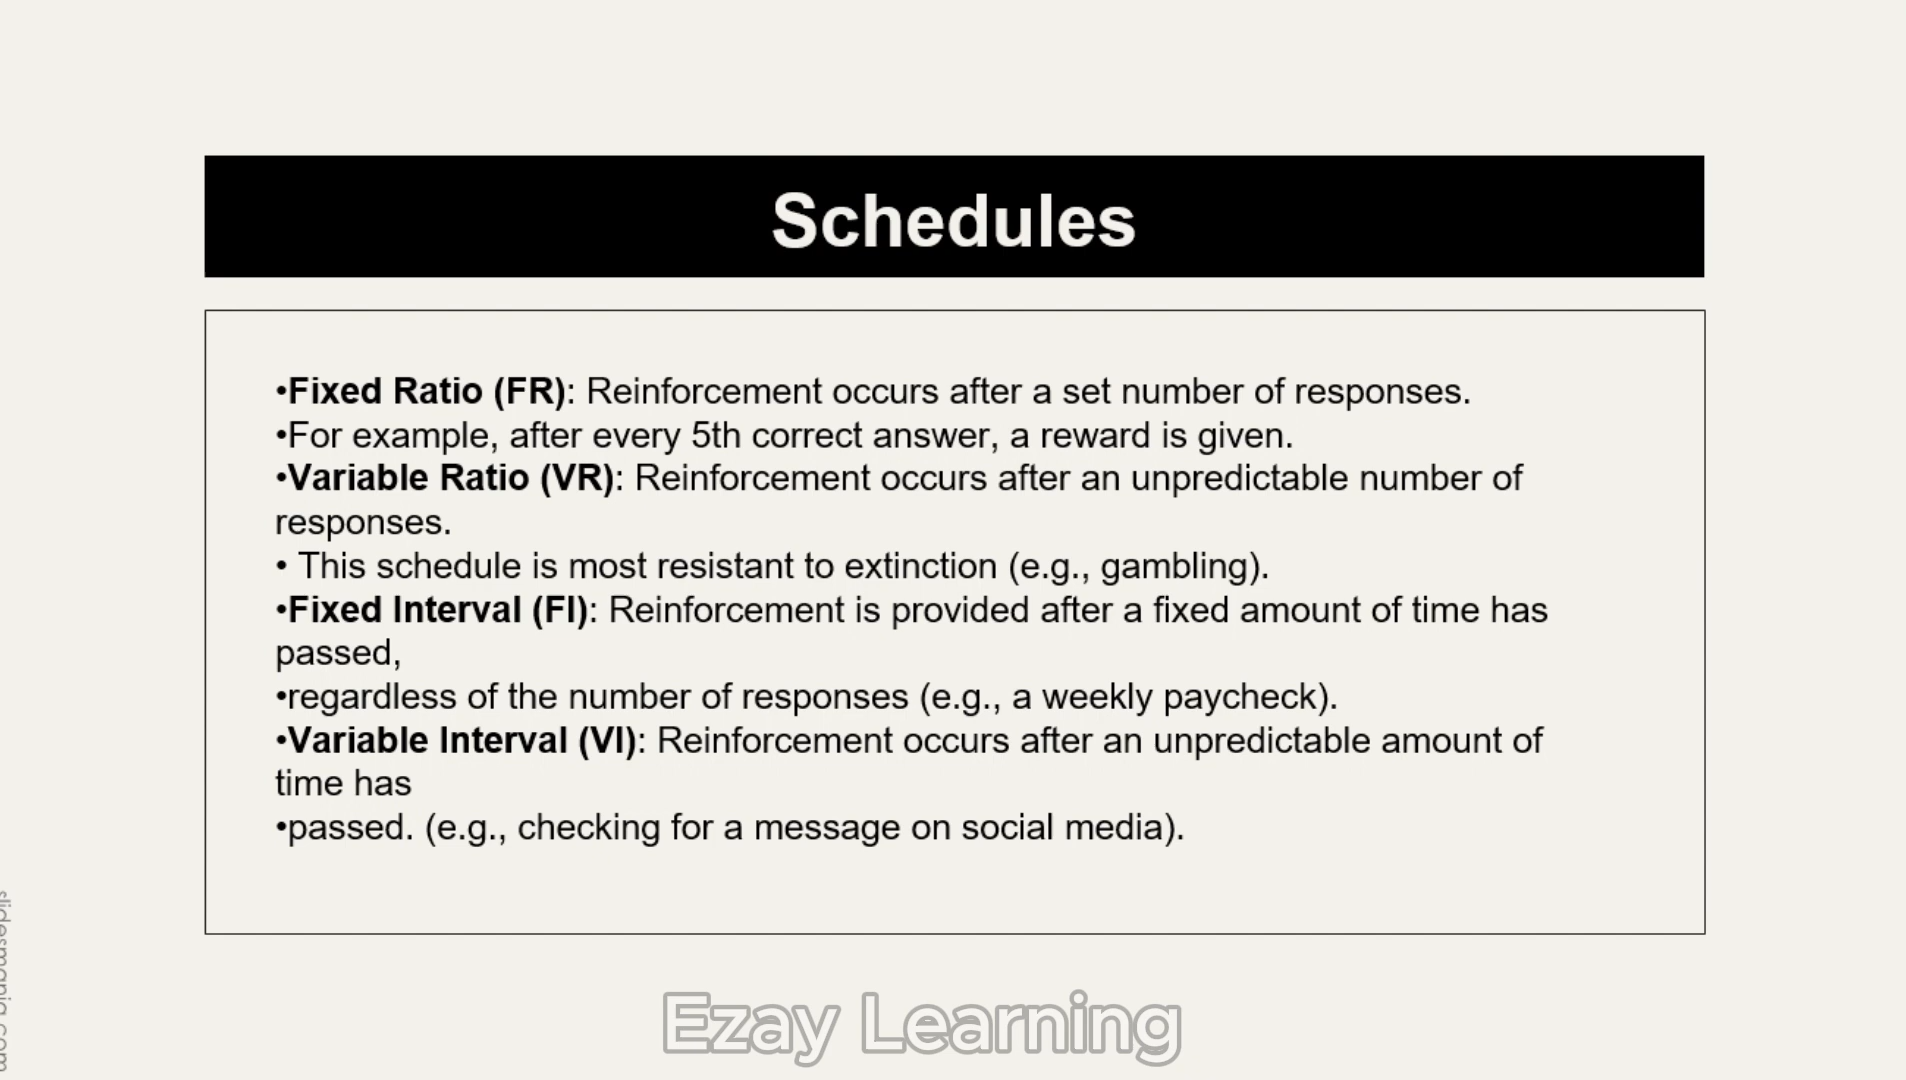 Schedules
•Fixed Ratio (FR): Reinforcement occurs after a set number of responses.
•For example, after every 5th correct answer, a reward is given.
•Variable Ratio (VR): Reinforcement occurs after an unpredictable number of
responses.
• This schedule is most resistant to extinction (e.g., gambling).
•Fixed Interval (FI): Reinforcement is provided after a fixed amount of time has
passed,
•regardless of the number of responses (e.g., a weekly paycheck).
•Variable Interval (VI): Reinforcement occurs after an unpredictable amount of
time has
•passed. (e.g., checking for a message on social media).
slidesmania.com
Ezay Learning